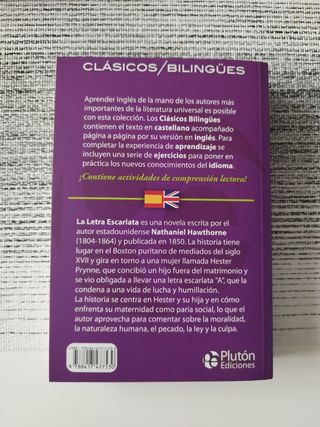 CLÁSICOS/BILINGÜES
Aprender Inglés de la mano de los autores más
importantes de la literatura universal es posible
con esta colección. Los Clásicos Bilingües
contienen el texto en castellano acompañado
página a página por su versión en inglés. Para
completar la experiencia de aprendizaje se
incluyen una serie de ejercicios para poner en
práctica los nuevos conocimientos del Idioma.
¡Contiene actividades de comprensión lectora!
La Letra Escarlata es una novela escrita por el
autor estadounidense Nathaniel Hawthorne
(1804-1864) y publicada en 1850. La historia tiene
lugar en el Boston puritano de mediados del siglo
XVII y gira en torno a una mujer llamada Hester
Prynne, que concibió un hijo fuera del matrimonio y
se vio obligada a llevar una letra escarlata "A", que
la condena a una vida de lucha y humillación.
La historia se centra en Hester y su hija y en cómo
enfrenta su maternidad como paria social, lo que el
autor aprovecha para comentar sobre la moralidad,
la naturaleza humana, el pecado, la ley y la culpa.
9788417477530
Plutón
Ediciones